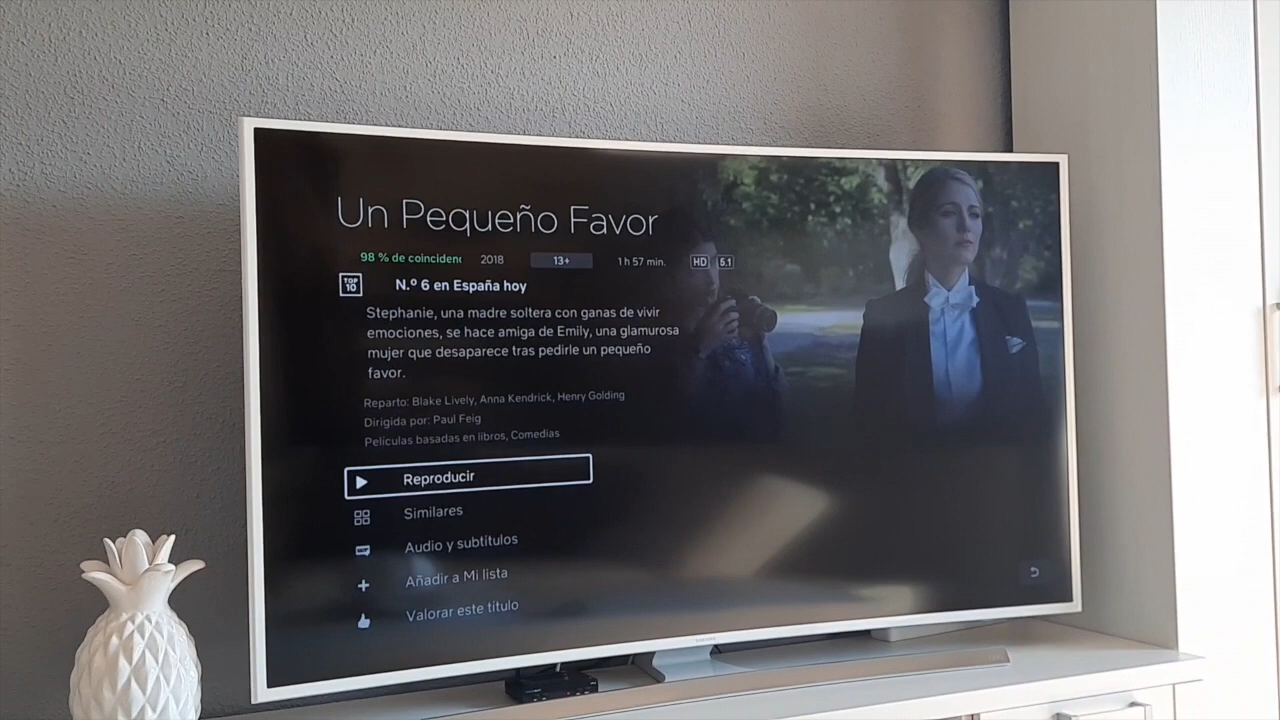 Un Pequeño Favor
98 % de coinciden 2018 13+ 1 h 57 min. HD 5.1
TOP 10 N.º 6 en España hoy
Stephanie, una madre soltera con ganas de vivir
emociones, se hace amiga de Emily, una glamurosa
mujer que desaparece tras pedirle un pequeño
favor.
Reparto: Blake Lively, Anna Kendrick, Henry Golding
Dirigida por: Paul Feig
Películas basadas en libros, Comedias
Reproducir
Similares
Audio y subtítulos
Añadir a Mi lista
Valorar este título
SAMSUNG